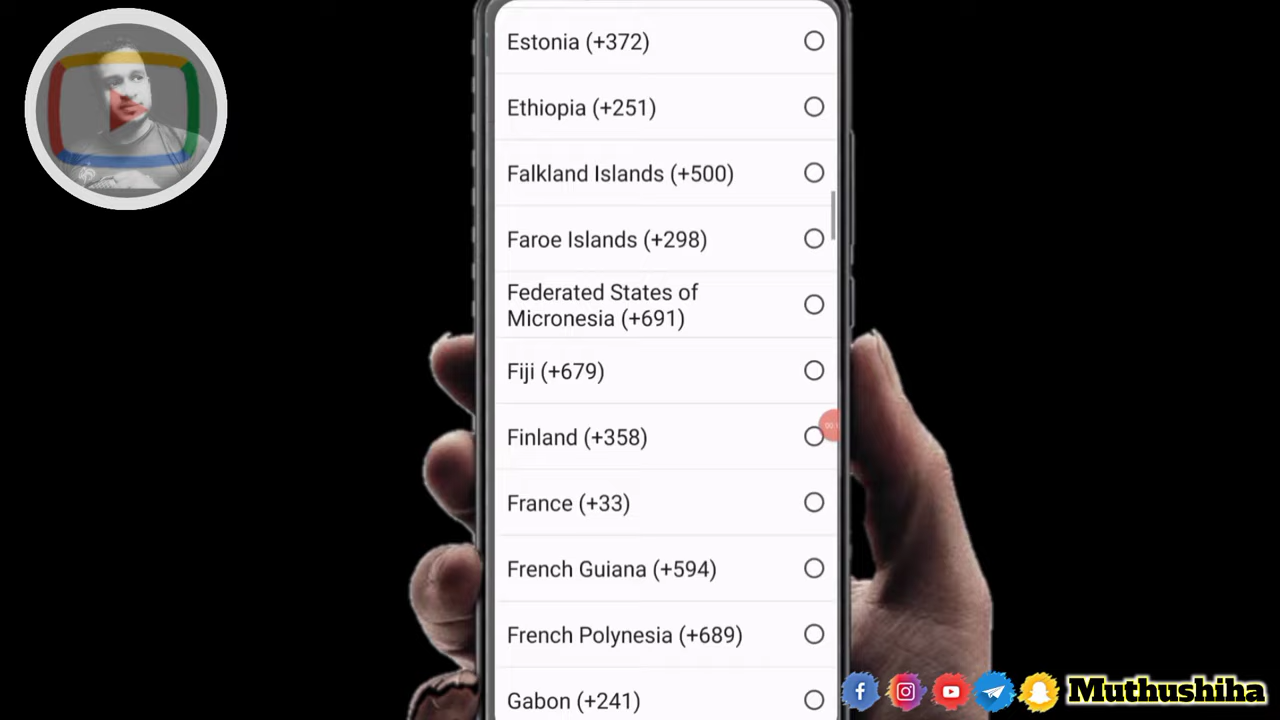 Estonia (+372)
Ethiopia (+251)
Falkland Islands (+500)
Faroe Islands (+298)
Federated States of
Micronesia (+691)
Fiji (+679)
Finland (+358)
France (+33)
French Guiana (+594)
French Polynesia (+689)
Gabon (+241)
Muthushiha